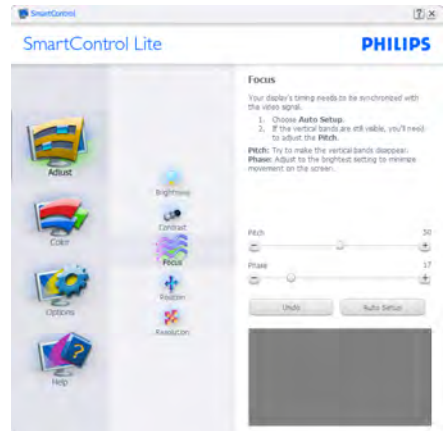 SmartControl
SmartControl Lite
PHILIPS
Adjust
Color
Options
Help
Brightness
Contrast
Focus
Position
Resolution
Focus
Your display's timing needs to be synchronized with
the video signal.
1. Choose Auto Setup.
2. If the vertical bands are still visible, you'll need
to adjust the Pitch.
Pitch: Try to make the vertical bands disappear.
Phase: Adjust to the brightest setting to minimize
movement on the screen.
Pitch 50
Phase 17
Undo Auto Setup